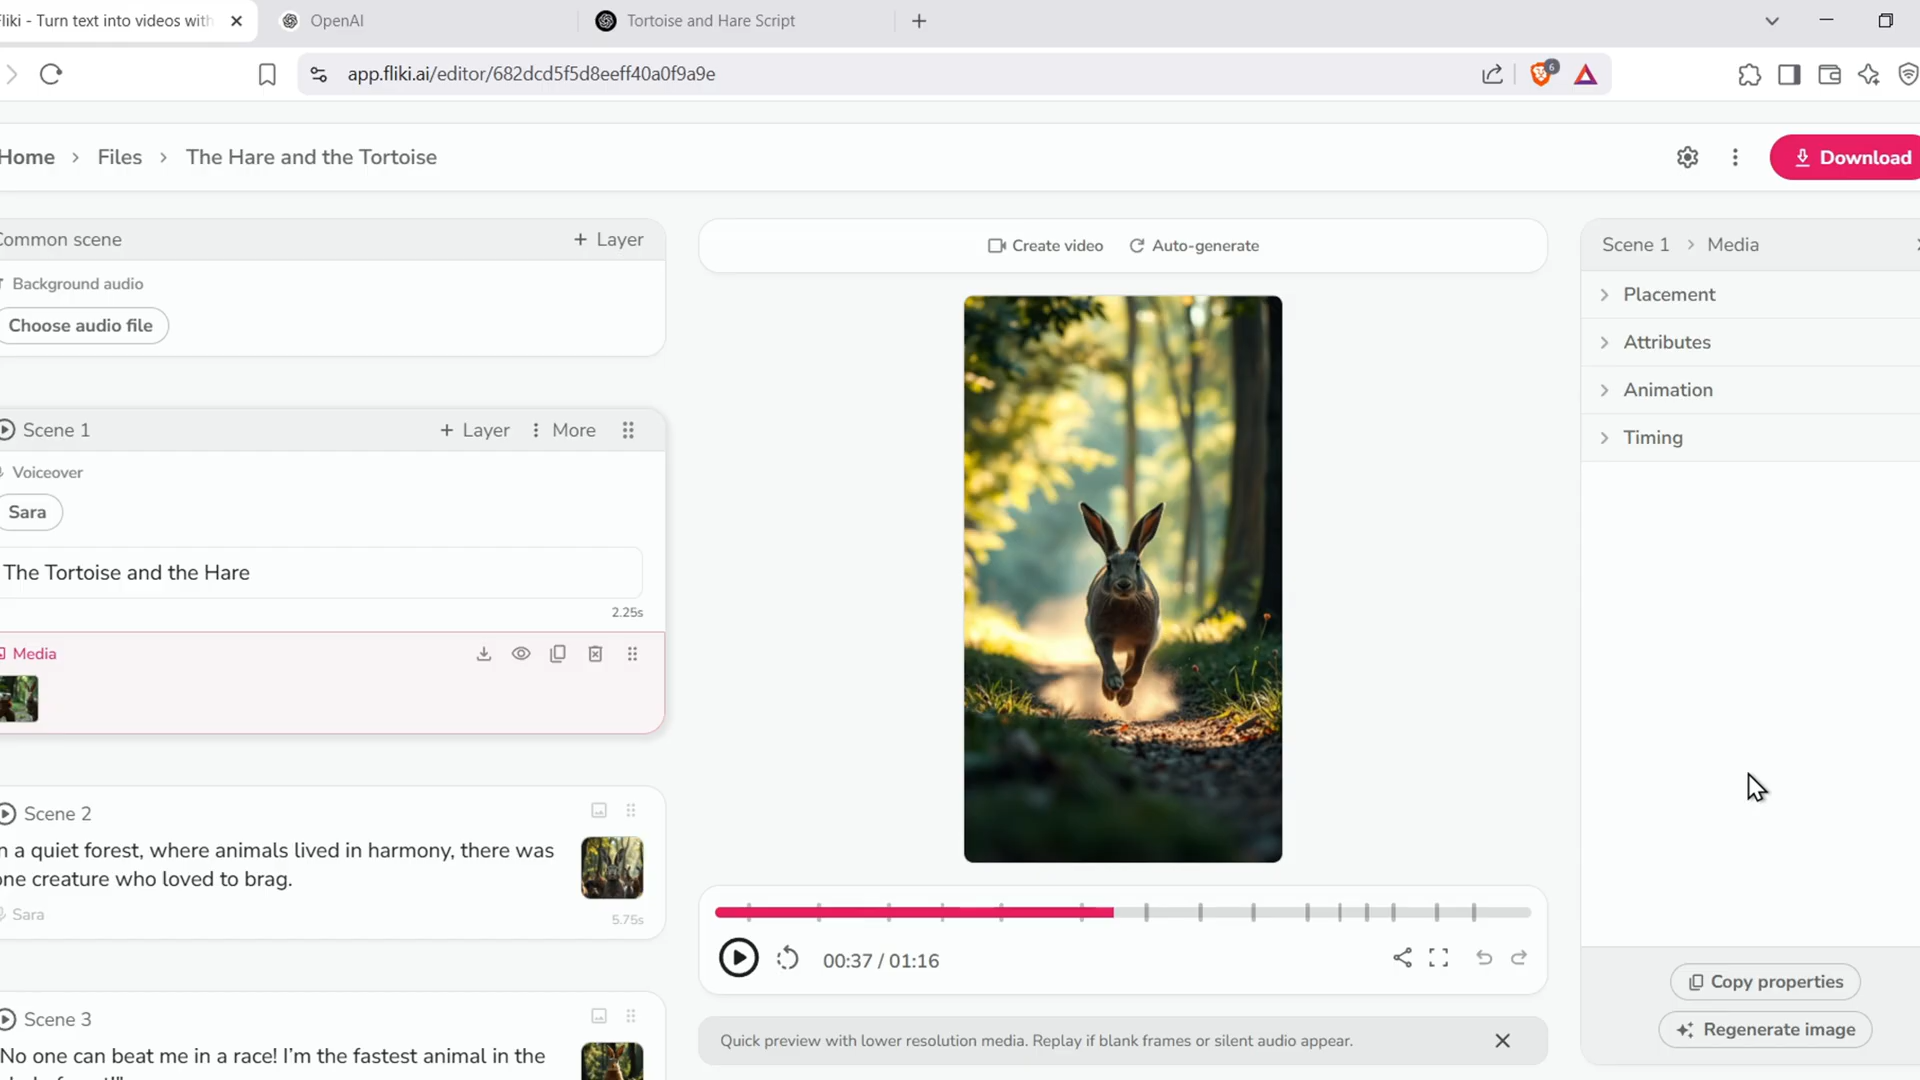 Fliki - Turn text into videos with
OpenAI
Tortoise and Hare Script
app.fliki.ai/editor/682dcd5f5d8eeff40a0f9a9e
6
Home > Files > The Hare and the Tortoise
Download
Common scene
+ Layer
Background audio
Choose audio file
Create video
Auto-generate
Scene 1 > Media
Placement
Attributes
Animation
Timing
Scene 1
+ Layer
More
Voiceover
Sara
The Tortoise and the Hare
2.25s
Media
Scene 2
n a quiet forest, where animals lived in harmony, there was
one creature who loved to brag.
Sara
5.75s
Scene 3
No one can beat me in a race! I'm the fastest animal in the
00:37 / 01:16
Quick preview with lower resolution media. Replay if blank frames or silent audio appear.
Copy properties
Regenerate image